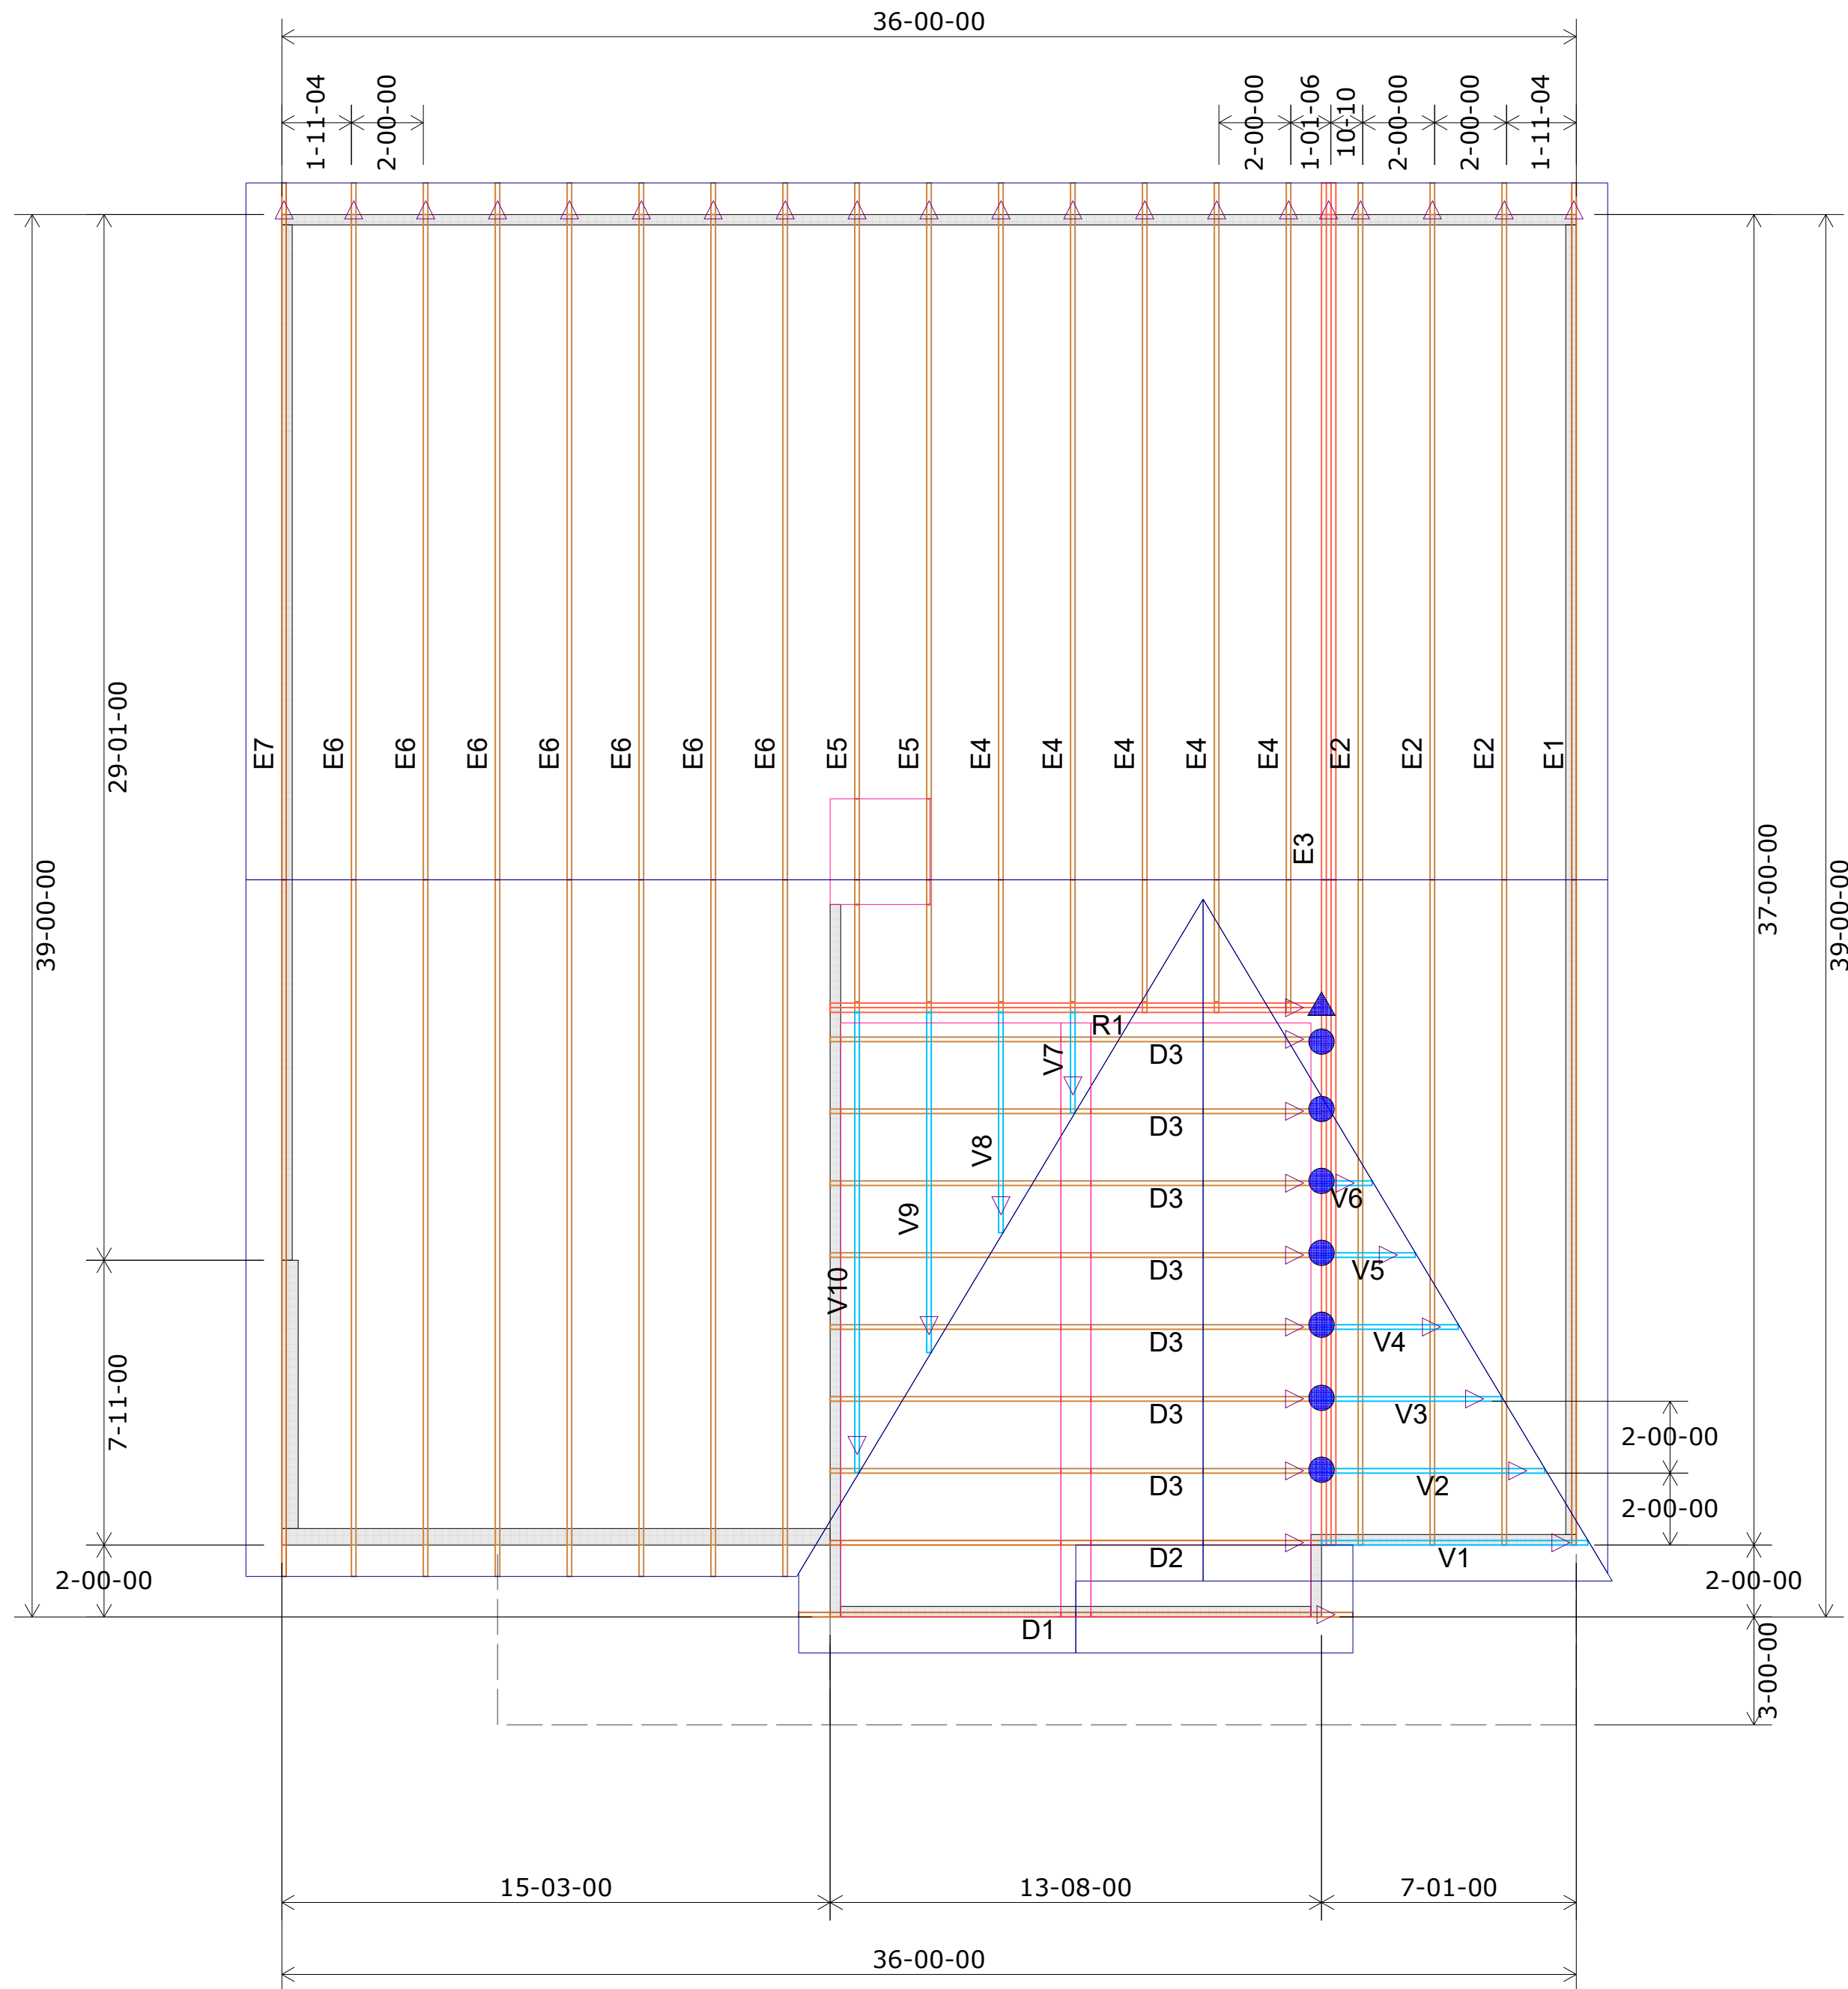 36-00-00
1-11-04
2-00-00
2-00-00
1-01-06
10-10
2-00-00
2-00-00
1-11-04
39-00-00
29-01-00
7-11-00
2-00-00
E7
E6
E6
E6
E6
E6
E6
E6
E5
E5
E4
E4
E4
E4
E4
E3
E2
E2
E2
E1
37-00-00
39-00-00
R1
V7
D3
D3
V8
D3
V6
V9
D3
V5
V10
D3
V4
D3
V3
2-00-00
D3
V2
2-00-00
D2
V1
2-00-00
D1
3-00-00
15-03-00
13-08-00
7-01-00
36-00-00